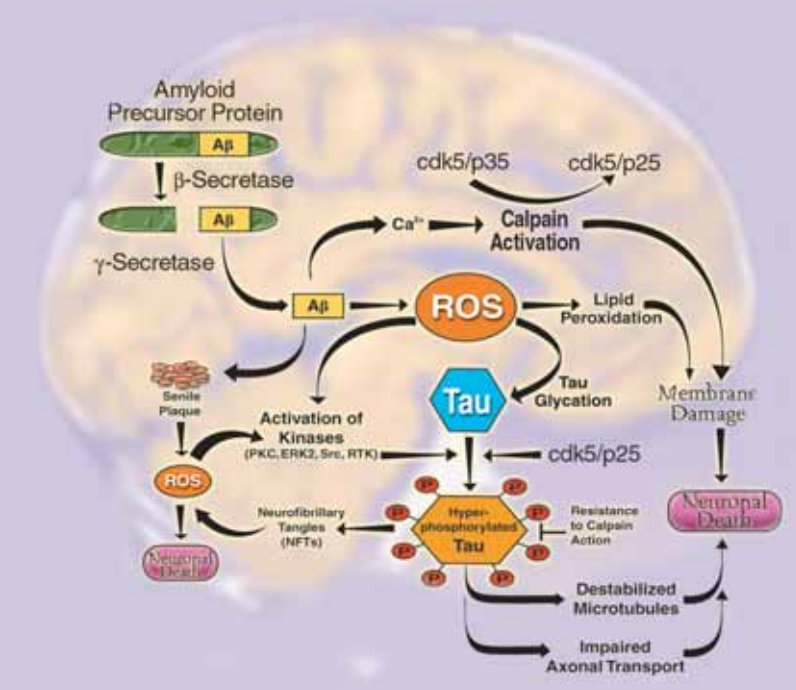 Amyloid
Precursor Protein
Aβ
β-Secretase
Aβ
γ-Secretase
cdk5/p35
cdk5/p25
Ca²⁺
Calpain
Activation
Aβ
ROS
Lipid
Peroxidation
Senile
Plaque
Tau
Tau
Glycation
Membrane
Damage
Activation of
Kinases
(PKC, ERK2, Src, RTK)
cdk5/p25
ROS
Neuronal
Death
Neurofibrillary
Tangles
(NFTs)
P
P
P
P
P
P
P
P
Hyper-
phosphorylated
Tau
Resistance
to Calpain
Action
Neuronal
Death
Destabilized
Microtubules
Impaired
Axonal Transport